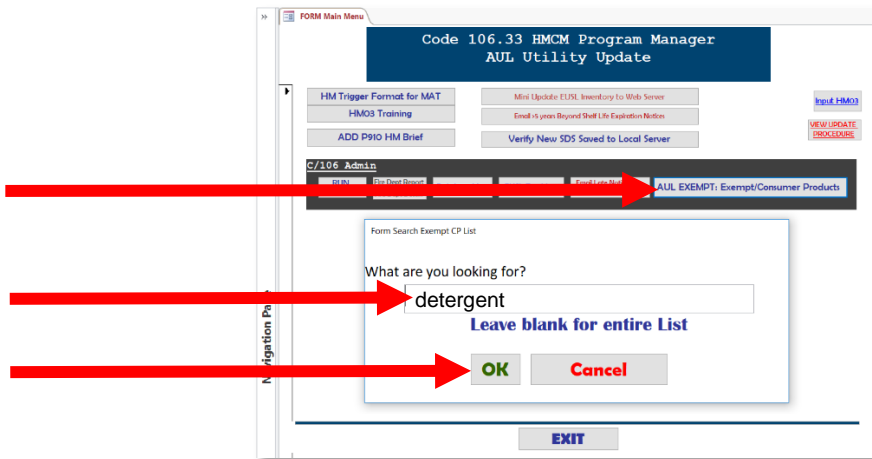 »
FORM Main Menu
Code 106.33 HMCM Program Manager
AUL Utility Update
HM Trigger Format for MAT
Mini Update EUSL Inventory to Web Server
Input HM03
HM03 Training
Email >5 years Beyond Shelf Life Expiration Notice
VIEW UPDATE
PROCEDURE
ADD P910 HM Brief
Verify New SDS Saved to Local Server
C/106 Admin
RUN
Fire Dept Report
AUL EXEMPT: Exempt/Consumer Products
Form Search Exempt CP List
What are you looking for?
detergent
Leave blank for entire List
OK
Cancel
EXIT